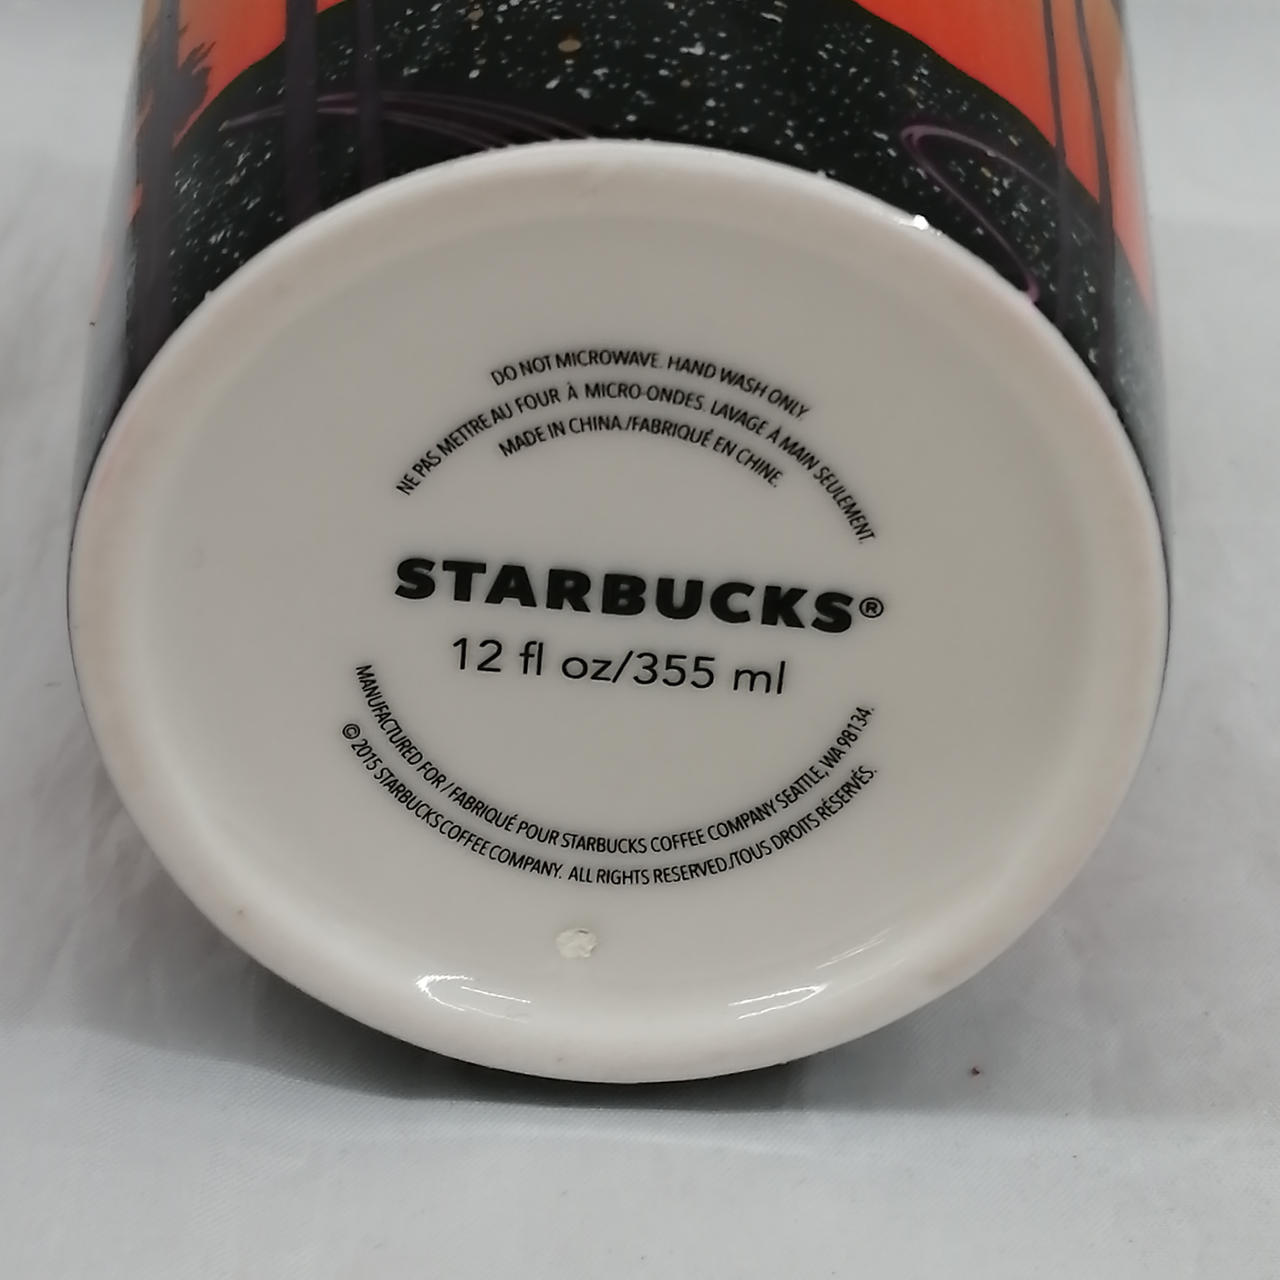 DO NOT MICROWAVE. HAND WASH ONLY.
NE PAS METTRE AU FOUR À MICRO-ONDES. LAVAGE À MAIN SEULEMENT.
MADE IN CHINA./FABRIQUÉ EN CHINE.
STARBUCKS®
12 fl oz/355 ml
MANUFACTURED FOR / FABRIQUÉ POUR STARBUCKS COFFEE COMPANY SEATTLE, WA 98134.
© 2015 STARBUCKS COFFEE COMPANY. ALL RIGHTS RESERVED./TOUS DROITS RÉSERVÉS.